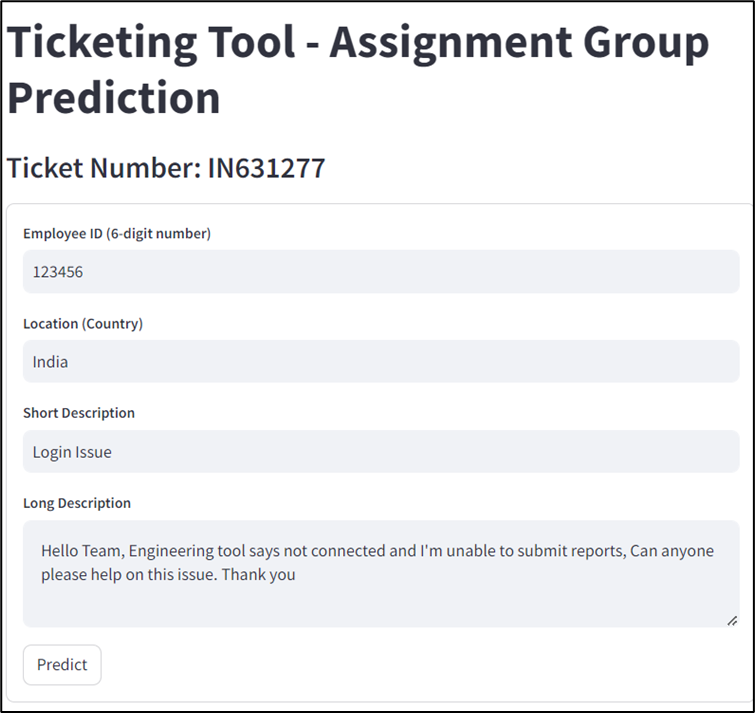 Ticketing Tool - Assignment Group
Prediction
Ticket Number: IN631277
Employee ID (6-digit number)
123456
Location (Country)
India
Short Description
Login Issue
Long Description
Hello Team, Engineering tool says not connected and I'm unable to submit reports, Can anyone
please help on this issue. Thank you
Predict